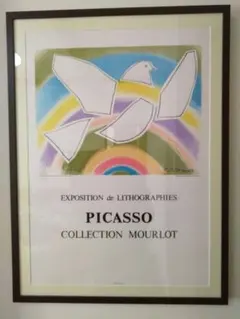 EXPOSITION de LITHOGRAPHIES
PICASSO
COLLECTION MOURLOT